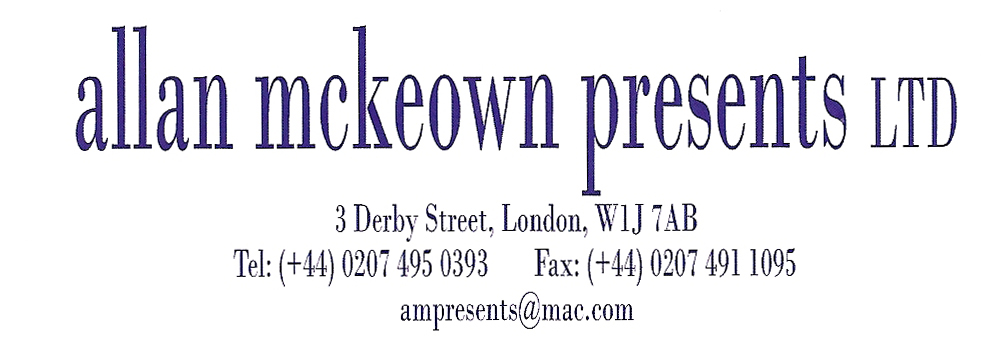 allan mckeown presents LTD
3 Derby Street, London, W1J 7AB
Tel: (+44) 0207 495 0393 Fax: (+44) 0207 491 1095
ampresents@mac.com